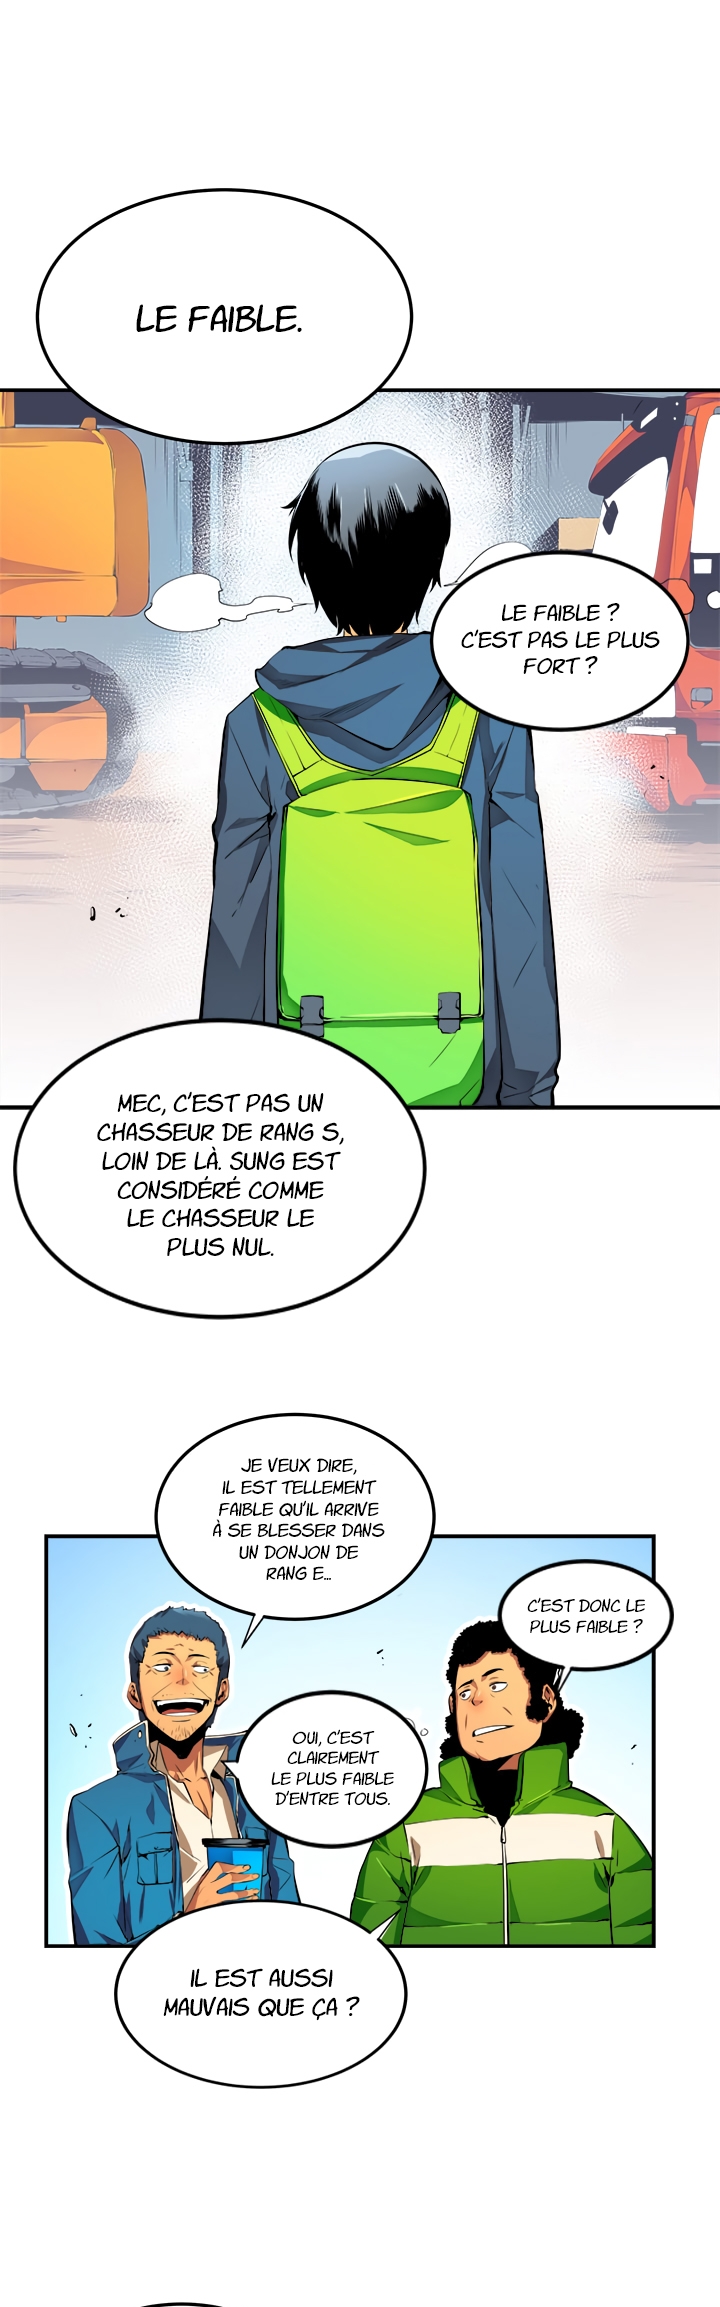 LE FAIBLE.
LE FAIBLE ?
C'EST PAS LE PLUS
FORT ?
MEC, C'EST PAS UN
CHASSEUR DE RANG S,
LOIN DE LÀ. SUNG EST
CONSIDÉRÉ COMME
LE CHASSEUR LE
PLUS NUL.
JE VEUX DIRE,
IL EST TELLEMENT
FAIBLE QU'IL ARRIVE
À SE BLESSER DANS
UN DONJON DE
RANG E...
C'EST DONC LE
PLUS FAIBLE ?
OUI, C'EST
CLAIREMENT
LE PLUS FAIBLE
D'ENTRE TOUS.
IL EST AUSSI
MAUVAIS QUE ÇA ?